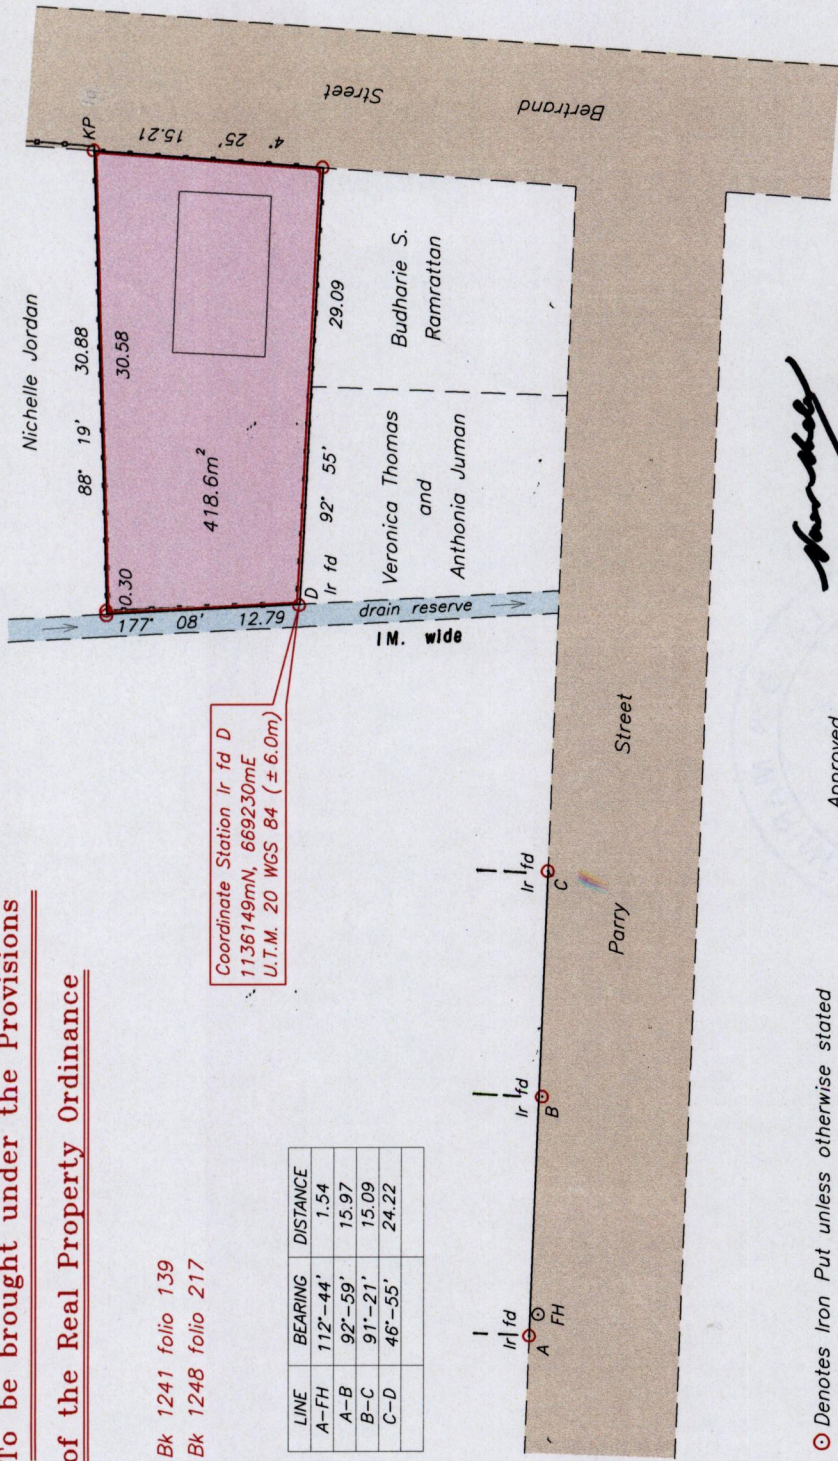 To be brought under the Provisions
of the Real Property Ordinance
Bk 1241 folio 139
Bk 1248 folio 217
LINE BEARING DISTANCE
A-FH 112°-44' 1.54
A-B 92°-59' 15.97
B-C 91°-21' 15.09
C-D 46°-55' 24.22
Coordinate Station Ir fd D
1136149mN, 669230mE
U.T.M. 20 WGS 84 (±6.0m)
Nichelle Jordan
88° 19' 30.88
30.58
0.30
177° 08' 12.79
418.6m²
KP
4° 25' 15.21
D
Ir fd 92° 55' 29.09
Veronica Thomas
and
Anthonia Juman
Budharie S.
Ramrattan
drain reserve
1M. wide
Bertrand Street
Parry Street
Ir fd
A
FH
Ir fd
B
Ir fd
C
Approved
Denotes Iron Put unless otherwise stated